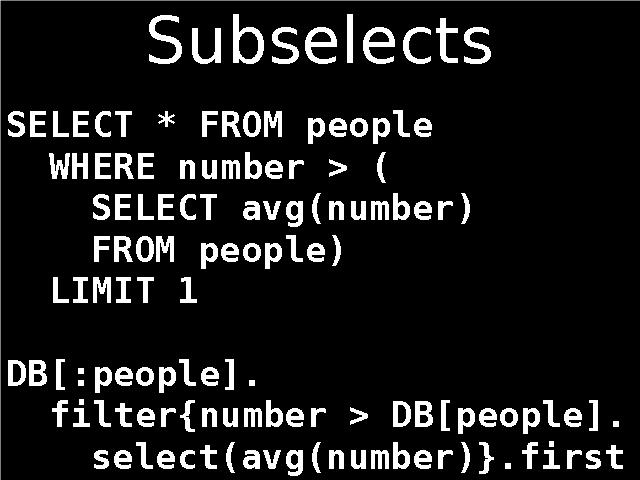 Subselects
SELECT * FROM people
  WHERE number > (
    SELECT avg(number)
    FROM people)
  LIMIT 1
DB[:people].
  filter{number > DB[people].
    select(avg(number)}.first